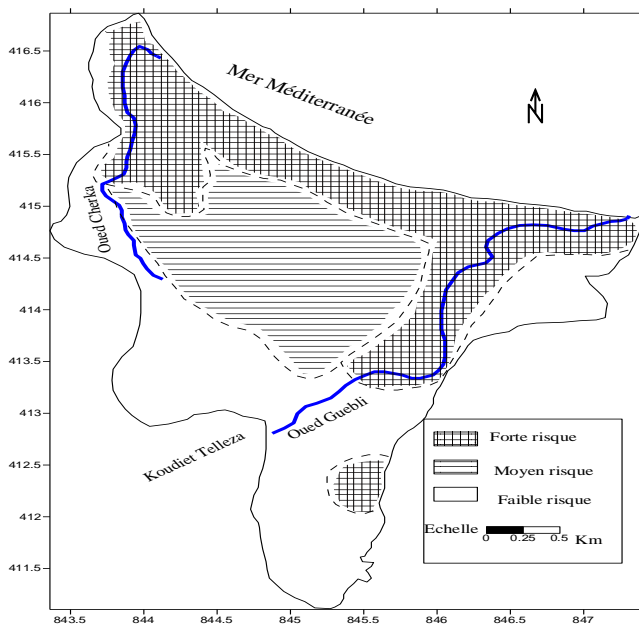 416.5
416
415.5
415
414.5
414
413.5
413
412.5
412
411.5
843.5 844 844.5 845 845.5 846 846.5 847
Mer Méditerranée
N
Oued Cherka
Oued Guebli
Koudiet Telleza
Forte risque
Moyen risque
Faible risque
Echelle
0 0.25 0.5 Km